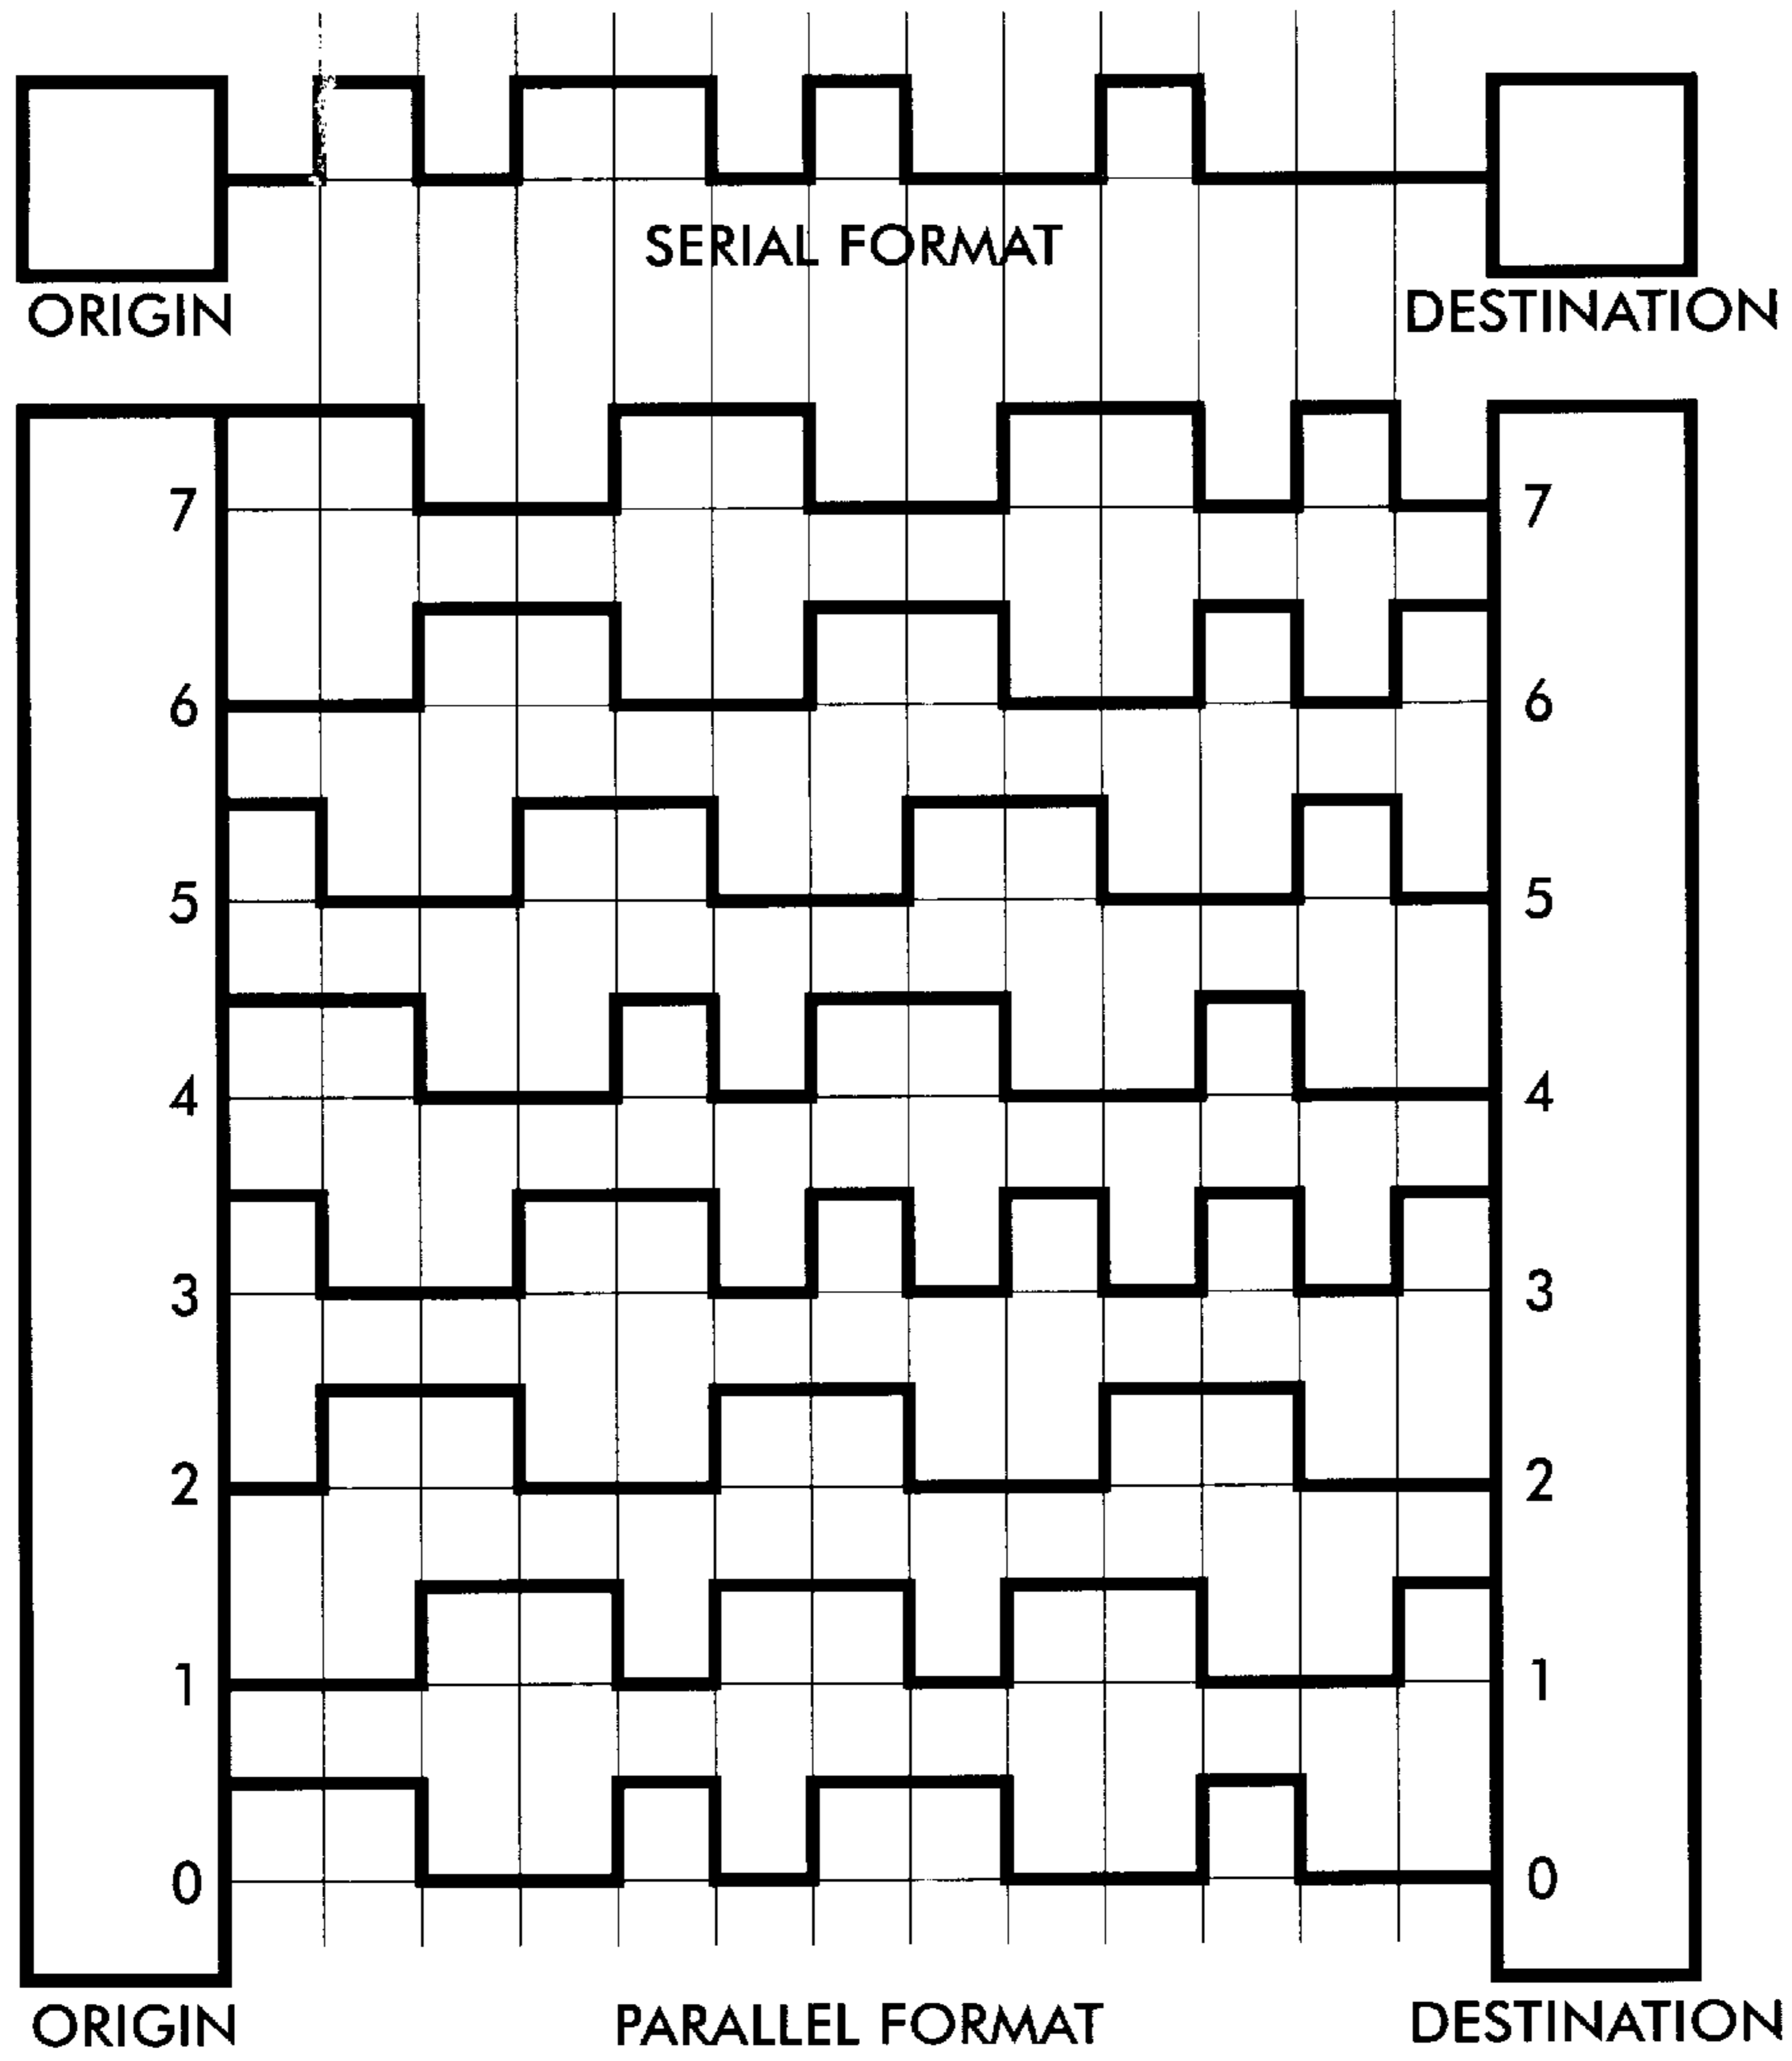 SERIAL FORMAT
ORIGIN DESTINATION
7 7
6 6
5 5
4 4
3 3
2 2
1 1
0 0
ORIGIN PARALLEL FORMAT DESTINATION